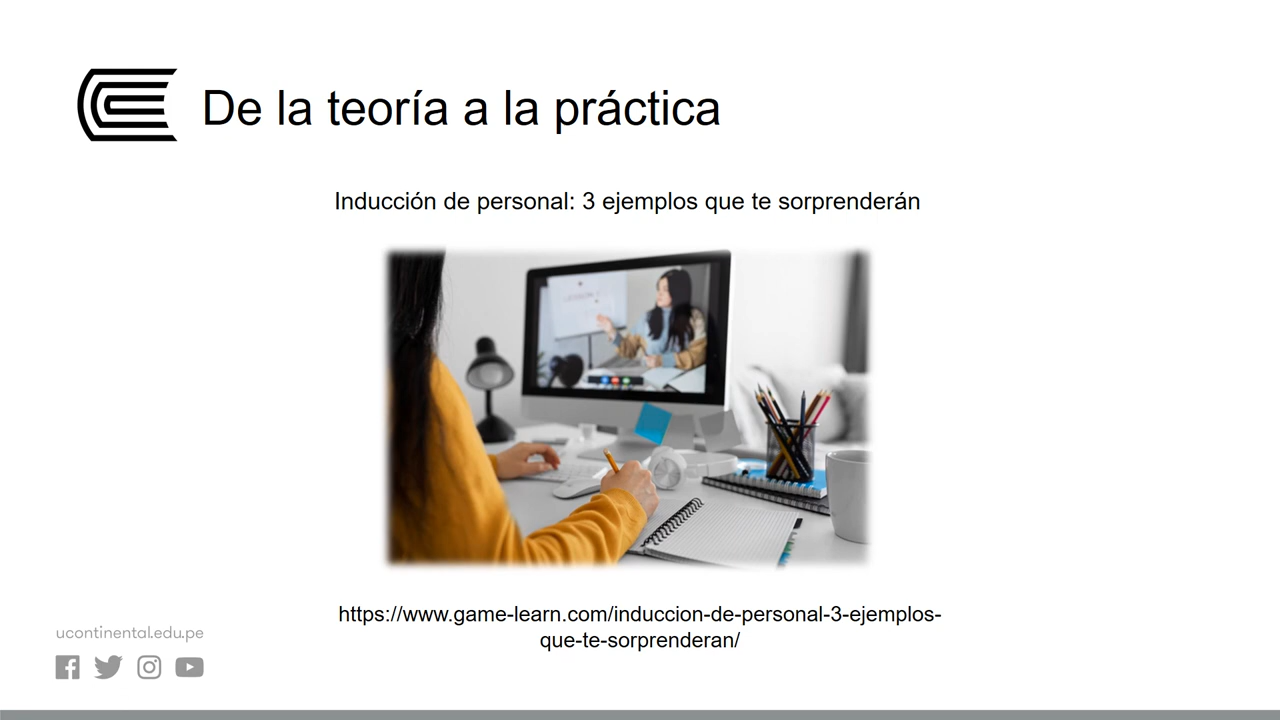 De la teoría a la práctica
Inducción de personal: 3 ejemplos que te sorprenderán
https://www.game-learn.com/induccion-de-personal-3-ejemplos-
que-te-sorprenderan/
ucontinental.edu.pe